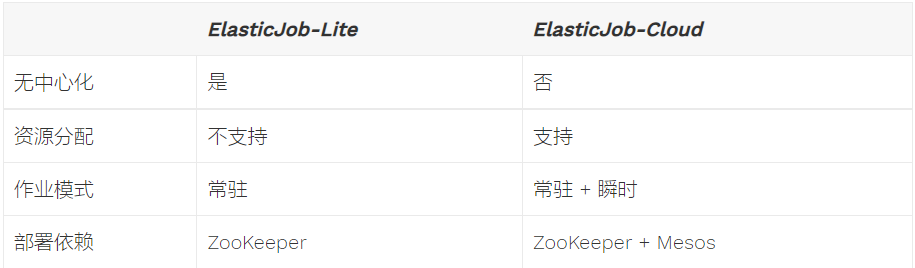 ElasticJob-Lite ElasticJob-Cloud
无中心化 是 否
资源分配 不支持 支持
作业模式 常驻 常驻 + 瞬时
部署依赖 ZooKeeper ZooKeeper + Mesos